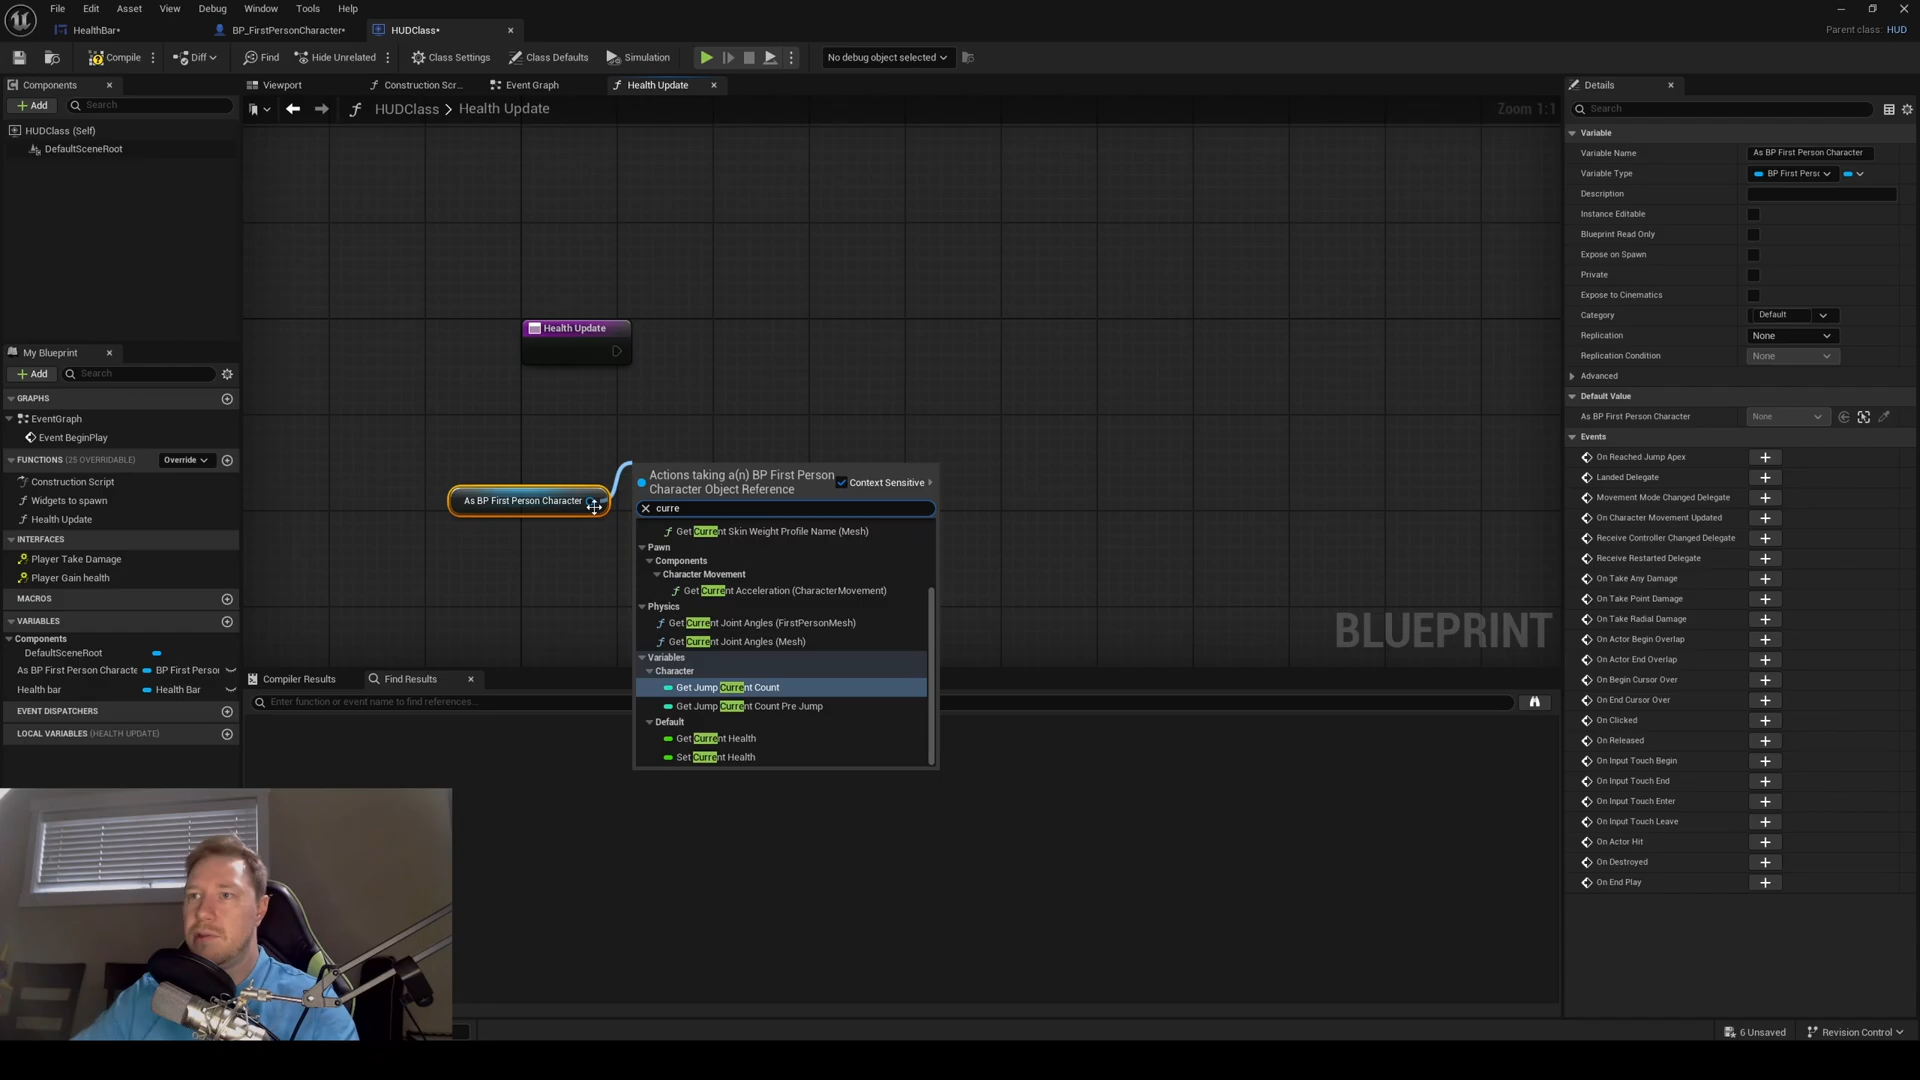 File Edit Asset View Debug Window Tools Help
HealthBar•
BP_FirstPersonCharacter•
HUDClass•
Parent class: HUD
Compile
Diff
Find
Hide Unrelated
Class Settings
Class Defaults
Simulation
No debug object selected
Components
Viewport
Construction Scr...
Event Graph
Health Update
Details
Add
Search
HUDClass > Health Update
Zoom 1:1
Search
HUDClass (Self)
DefaultSceneRoot
Variable
Variable Name
As BP First Person Character
Variable Type
BP First Persc
Description
Instance Editable
Blueprint Read Only
Expose on Spawn
Private
Expose to Cinematics
Category
Default
Replication
None
Replication Condition
None
Advanced
Default Value
As BP First Person Character
None
Events
On Reached Jump Apex
Landed Delegate
Movement Mode Changed Delegate
On Character Movement Updated
Receive Controller Changed Delegate
Receive Restarted Delegate
On Take Any Damage
On Take Point Damage
On Take Radial Damage
On Actor Begin Overlap
On Actor End Overlap
On Begin Cursor Over
On End Cursor Over
On Clicked
On Released
On Input Touch Begin
On Input Touch End
On Input Touch Enter
On Input Touch Leave
On Actor Hit
On Destroyed
On End Play
Health Update
As BP First Person Character
Actions taking a(n) BP First Person
Character Object Reference
Context Sensitive
curre
Get Current Skin Weight Profile Name (Mesh)
Pawn
Components
Character Movement
Get Current Acceleration (CharacterMovement)
Physics
Get Current Joint Angles (FirstPersonMesh)
Get Current Joint Angles (Mesh)
Variables
Character
Get Jump Current Count
Get Jump Current Count Pre Jump
Default
Get Current Health
Set Current Health
BLUEPRINT
My Blueprint
Add
Search
GRAPHS
EventGraph
Event BeginPlay
FUNCTIONS (25 OVERRIDABLE)
Override
Construction Script
Widgets to spawn
Health Update
INTERFACES
Player Take Damage
Player Gain health
MACROS
VARIABLES
Components
DefaultSceneRoot
As BP First Person Characte
BP First Persor
Health bar
Health Bar
EVENT DISPATCHERS
LOCAL VARIABLES (HEALTH UPDATE)
Compiler Results
Find Results
Enter function or event name to find references...
6 Unsaved
Revision Control